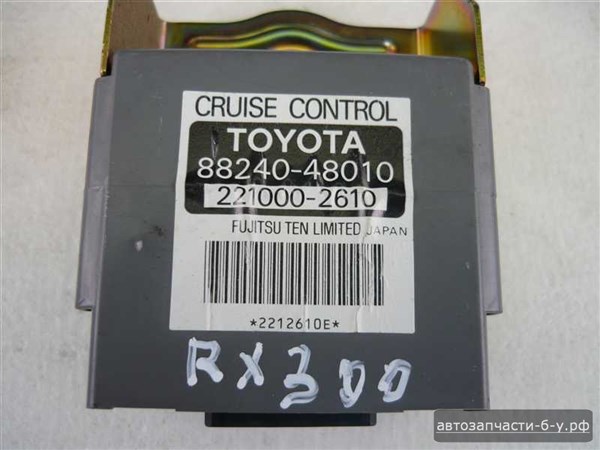 CRUISE CONTROL
TOYOTA
88240-48010
221000-2610
FUJITSU TEN LIMITED JAPAN
*2212610E*
RX300
автозапчасти-б-у.рф